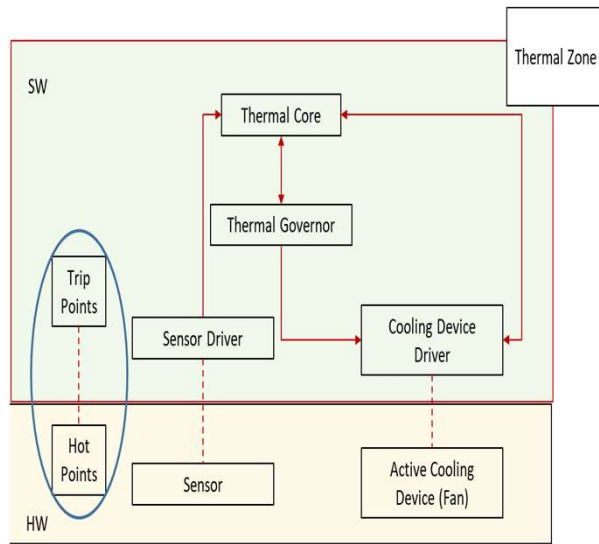 Thermal Zone
SW
Thermal Core
Thermal Governor
Trip
Points
Sensor Driver
Cooling Device
Driver
Hot
Points
Sensor
Active Cooling
Device (Fan)
HW